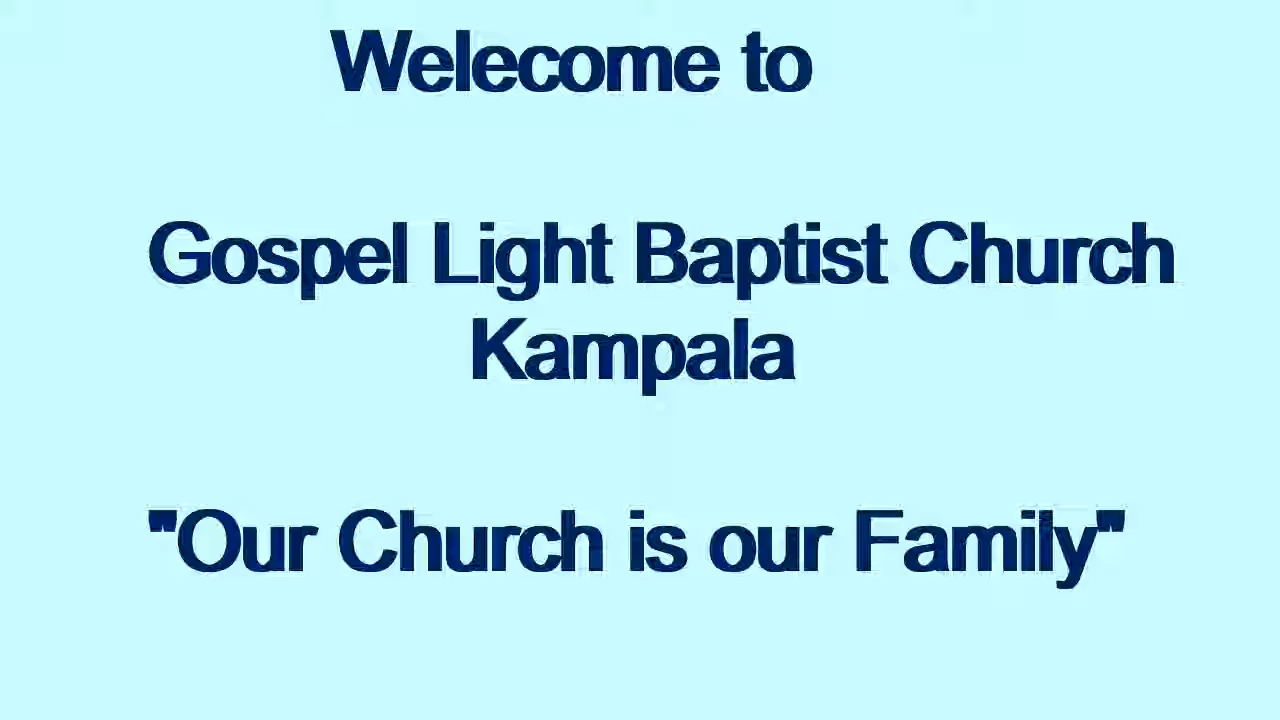 Welecome to
Gospel Light Baptist Church
Kampala
"Our Church is our Family"